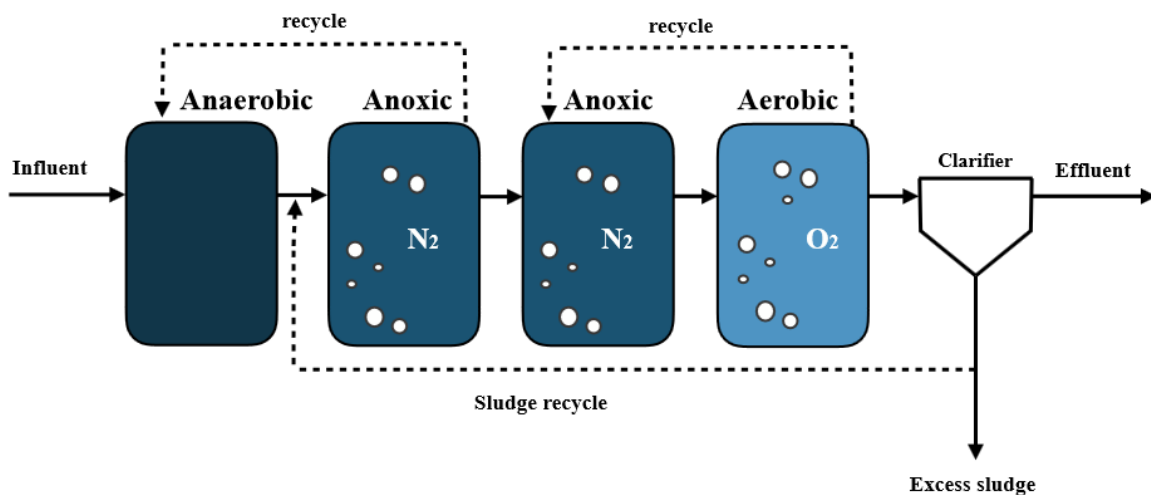 recycle
recycle
Anaerobic
Anoxic
Anoxic
Aerobic
Influent
Clarifier
Effluent
N2
N2
O2
Sludge recycle
Excess sludge